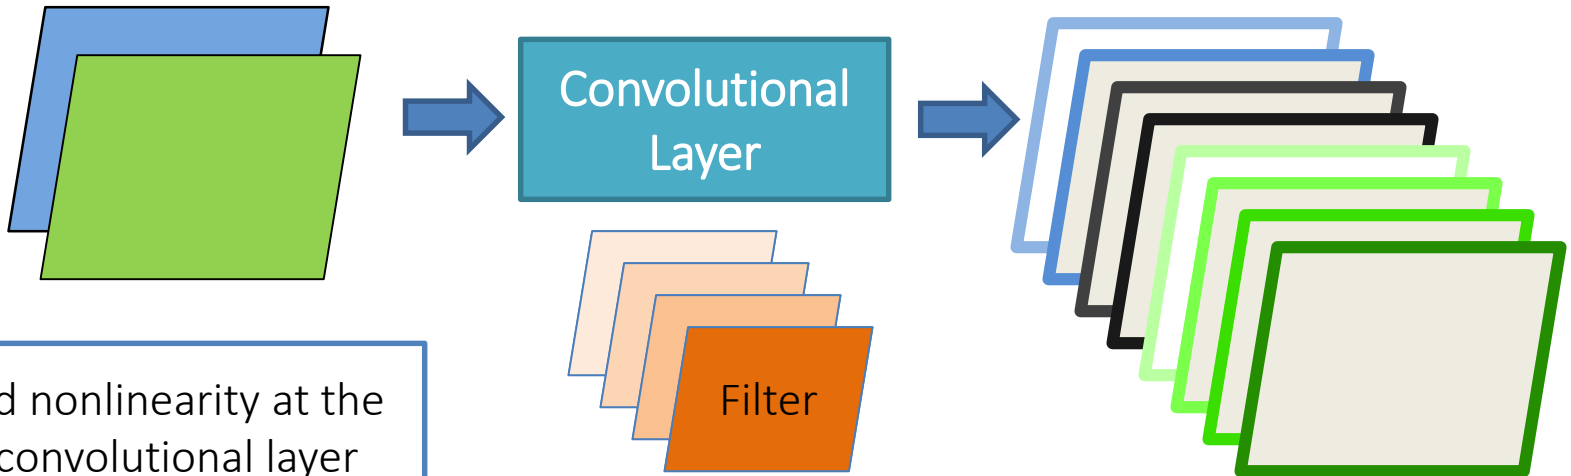 Convolutional
Layer
Filter
nonlinearity at the
convolutional layer